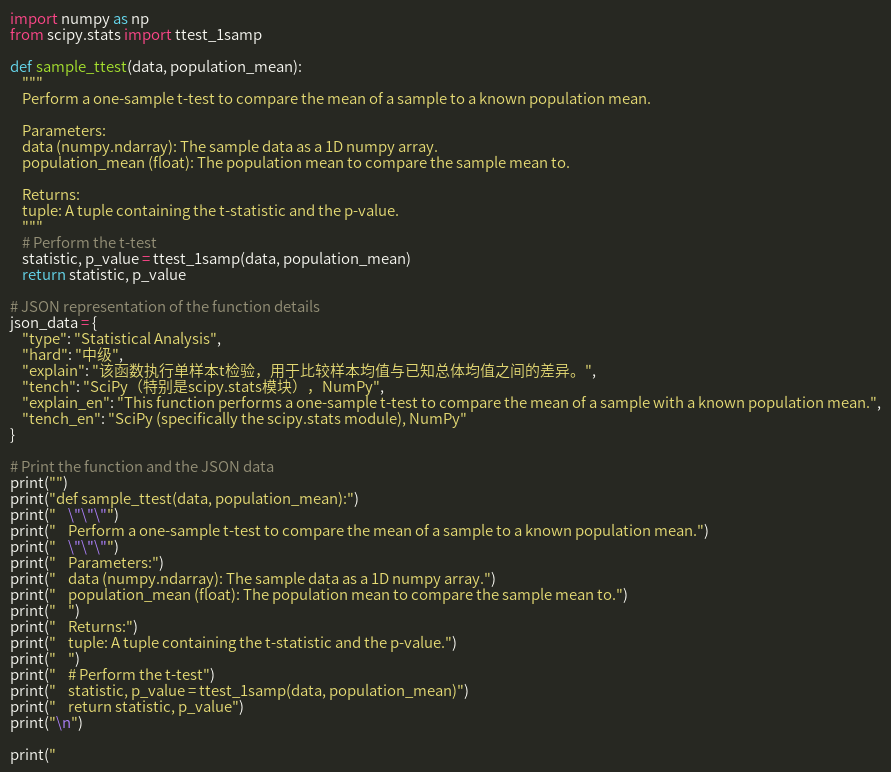 import numpy as np
from scipy.stats import ttest_1samp

def sample_ttest(data, population_mean):
    """
    Perform a one-sample t-test to compare the mean of a sample to a known population mean.

    Parameters:
    data (numpy.ndarray): The sample data as a 1D numpy array.
    population_mean (float): The population mean to compare the sample mean to.

    Returns:
    tuple: A tuple containing the t-statistic and the p-value.
    """
    # Perform the t-test
    statistic, p_value = ttest_1samp(data, population_mean)
    return statistic, p_value

# JSON representation of the function details
json_data = {
    "type": "Statistical Analysis",
    "hard": "中级",
    "explain": "该函数执行单样本t检验，用于比较样本均值与已知总体均值之间的差异。",
    "tench": "SciPy（特别是scipy.stats模块）, NumPy",
    "explain_en": "This function performs a one-sample t-test to compare the mean of a sample with a known population mean.",
    "tench_en": "SciPy (specifically the scipy.stats module), NumPy"
}

# Print the function and the JSON data
print("")
print("def sample_ttest(data, population_mean):")
print("    \"\"\"")
print("    Perform a one-sample t-test to compare the mean of a sample to a known population mean.")
print("    \"\"\"")
print("    Parameters:")
print("    data (numpy.ndarray): The sample data as a 1D numpy array.")
print("    population_mean (float): The population mean to compare the sample mean to.")
print("    ")
print("    Returns:")
print("    tuple: A tuple containing the t-statistic and the p-value.")
print("    ")
print("    # Perform the t-test")
print("    statistic, p_value = ttest_1samp(data, population_mean)")
print("    return statistic, p_value")
print("\n")

print("